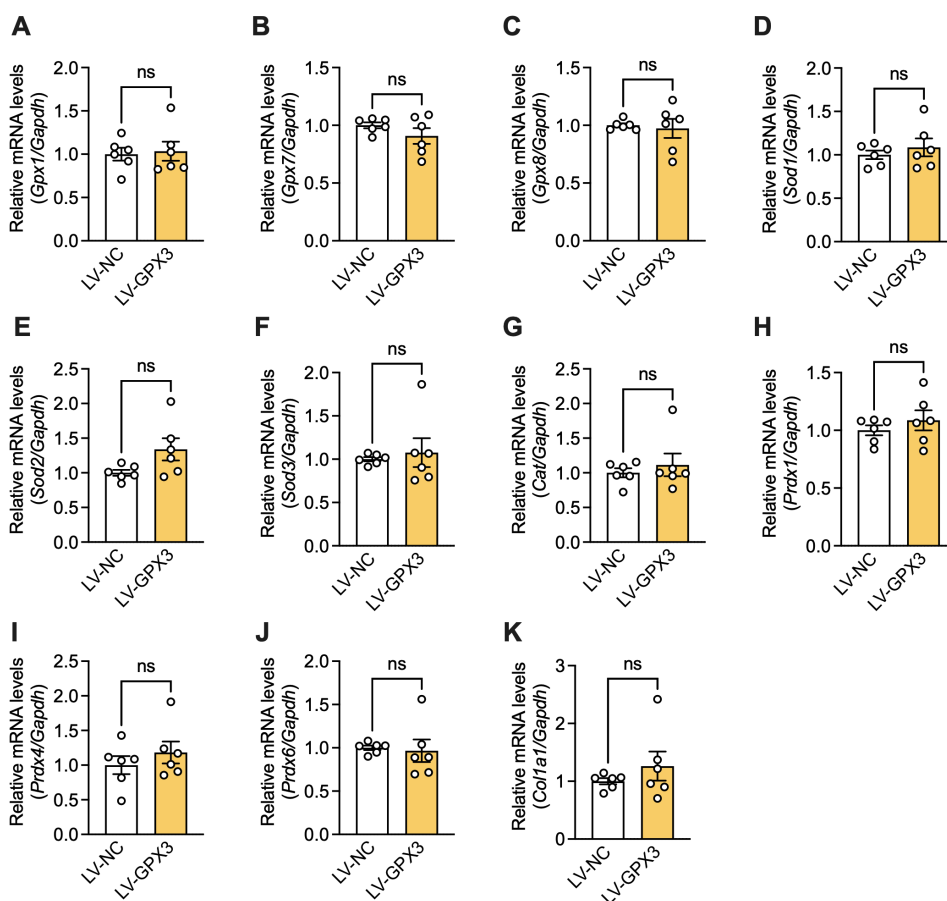 A
Relative mRNA levels
(Gpx1/Gapdh)
2.0
1.5
1.0
0.5
0.0
ns
LV-NC
LV-GPX3
B
Relative mRNA levels
(Gpx7/Gapdh)
1.5
1.0
0.5
0.0
ns
LV-NC
LV-GPX3
C
Relative mRNA levels
(Gpx8/Gapdh)
1.5
1.0
0.5
0.0
ns
LV-NC
LV-GPX3
D
Relative mRNA levels
(Sod1/Gapdh)
2.0
1.5
1.0
0.5
0.0
ns
LV-NC
LV-GPX3
E
Relative mRNA levels
(Sod2/Gapdh)
2.5
2.0
1.5
1.0
0.5
0.0
ns
LV-NC
LV-GPX3
F
Relative mRNA levels
(Sod3/Gapdh)
2.0
1.5
1.0
0.5
0.0
ns
LV-NC
LV-GPX3
G
Relative mRNA levels
(Cat/Gapdh)
2.5
2.0
1.5
1.0
0.5
0.0
ns
LV-NC
LV-GPX3
H
Relative mRNA levels
(Prdx1/Gapdh)
1.5
1.0
0.5
0.0
ns
LV-NC
LV-GPX3
I
Relative mRNA levels
(Prdx4/Gapdh)
2.5
2.0
1.5
1.0
0.5
0.0
ns
LV-NC
LV-GPX3
J
Relative mRNA levels
(Prdx6/Gapdh)
2.0
1.5
1.0
0.5
0.0
ns
LV-NC
LV-GPX3
K
Relative mRNA levels
(Col1a1/Gapdh)
3
2
1
0
ns
LV-NC
LV-GPX3